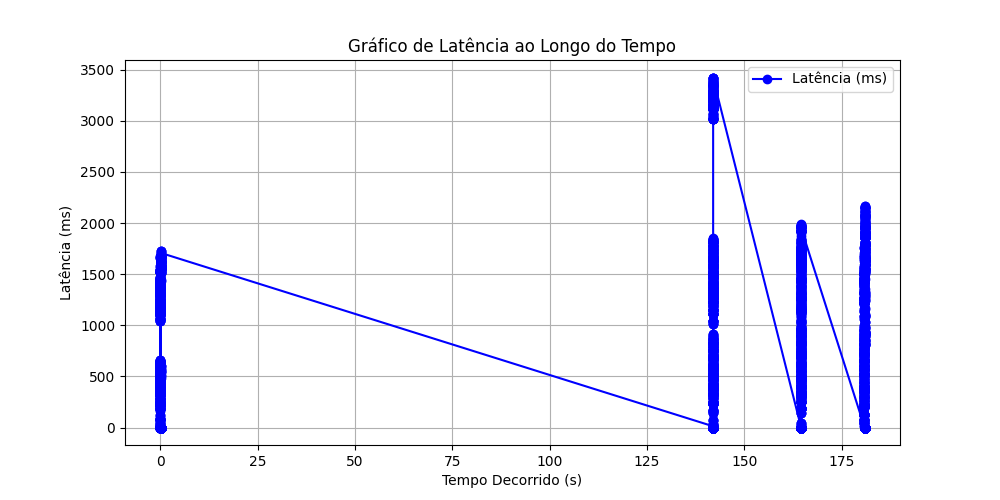 Gráfico de Latência ao Longo do Tempo
Latência (ms)
3500
3000
2500
2000
1500
1000
500
0
Latência (ms)
0 25 50 75 100 125 150 175
Tempo Decorrido (s)